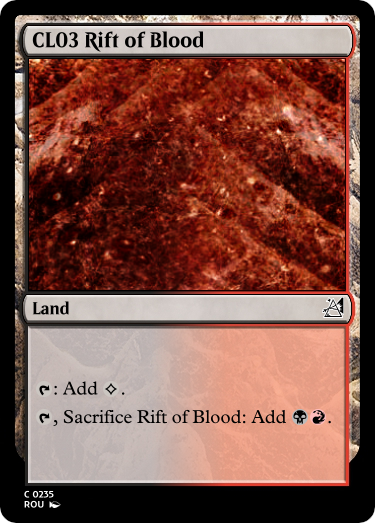 CL03 Rift of Blood
Land
: Add .
, Sacrifice Rift of Blood: Add .
C 0235
ROU